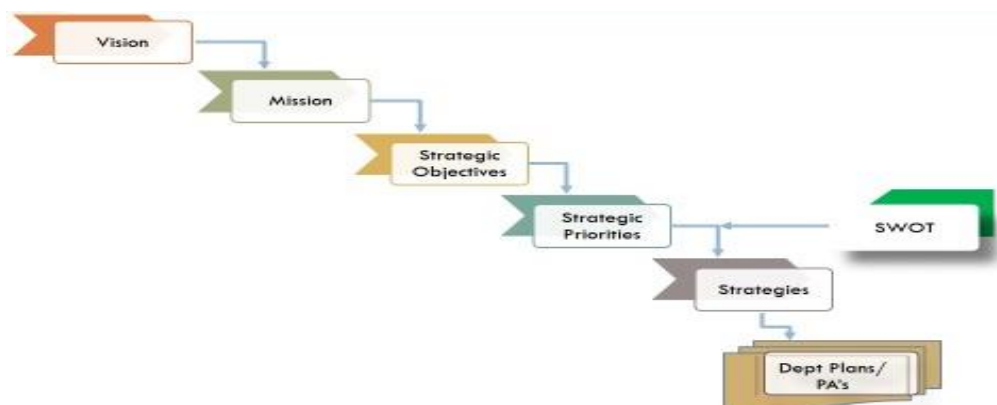 Vision
Mission
Strategic
Objectives
Strategic
Priorities
SWOT
Strategies
Dept Plans/
PA's